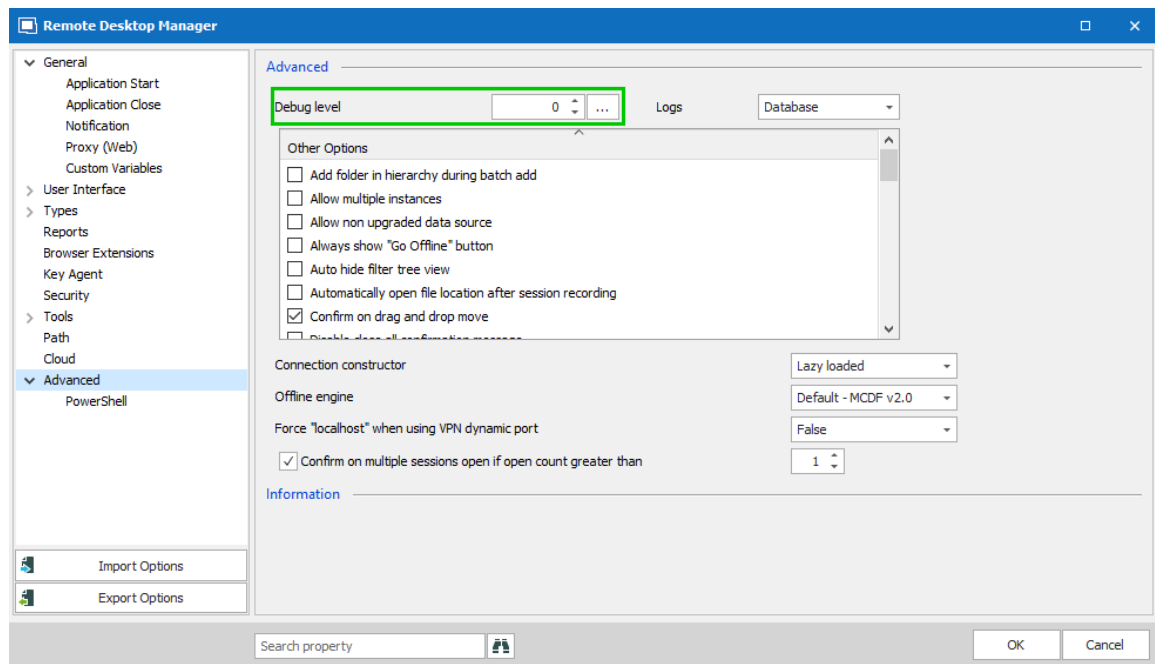 Remote Desktop Manager
General
Application Start
Application Close
Notification
Proxy (Web)
Custom Variables
User Interface
Types
Reports
Browser Extensions
Key Agent
Security
Tools
Path
Cloud
Advanced
PowerShell
Import Options
Export Options
Advanced
Debug level 0 ... Logs Database
Other Options
Add folder in hierarchy during batch add
Allow multiple instances
Allow non upgraded data source
Always show "Go Offline" button
Auto hide filter tree view
Automatically open file location after session recording
Confirm on drag and drop move
Disable close all confirmation message
Connection constructor Lazy loaded
Offline engine Default - MCDF v2.0
Force "localhost" when using VPN dynamic port False
Confirm on multiple sessions open if open count greater than 1
Information
Search property
OK Cancel